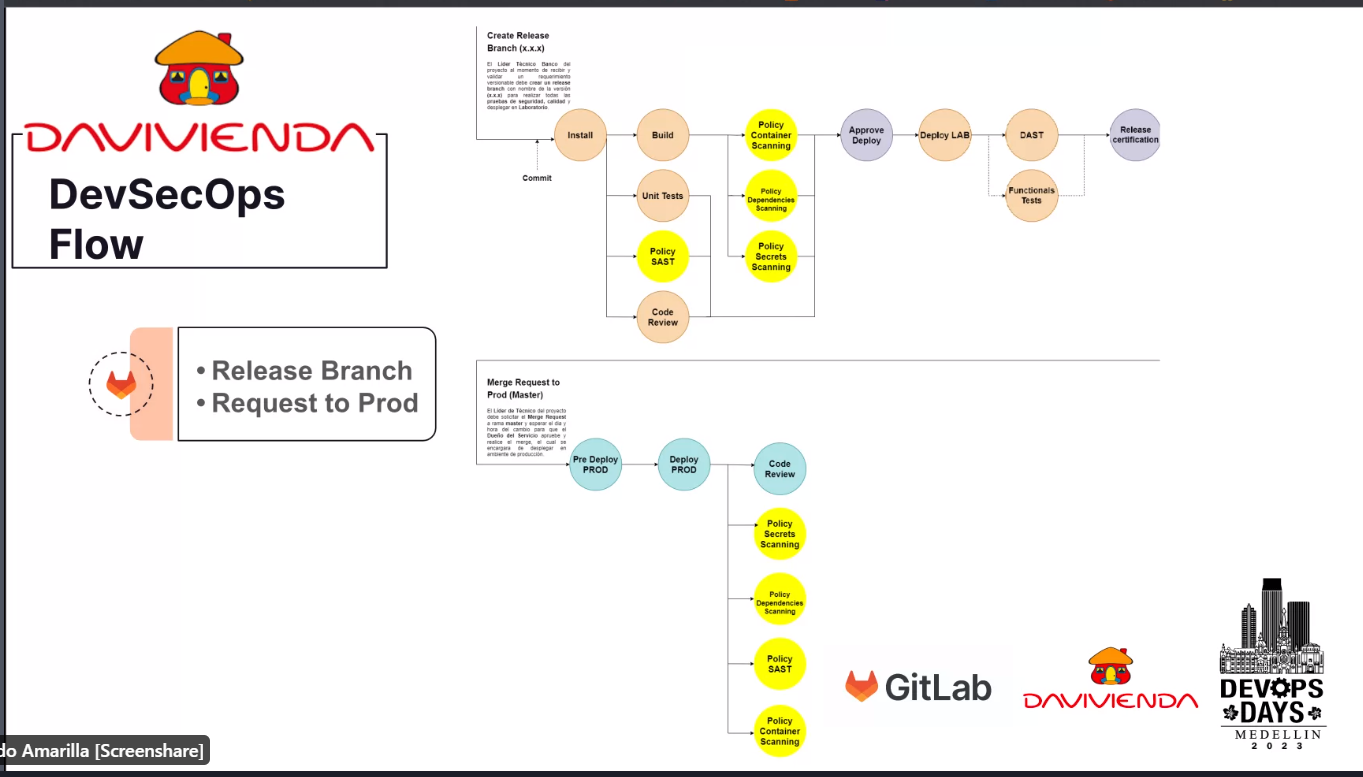 DAVIVIENDA
DevSecOps
Flow
• Release Branch
• Request to Prod
Create Release
Branch (x.x.x)
El Líder Técnico Banco del
proyecto al momento de recibir y
validar un requerimiento
versionable debe crear un release
branch con nombre de la versión
(x.x.x) para realizar todas las
pruebas de seguridad, calidad y
desplegar en Laboratorio
Commit
Install
Build
Unit Tests
Policy
SAST
Code
Review
Policy
Container
Scanning
Policy
Dependencies
Scanning
Policy
Secrets
Scanning
Approve
Deploy
Deploy LAB
DAST
Functionals
Tests
Release
certification
Merge Request to
Prod (Master)
El Líder de Técnico del proyecto
debe solicitar el Merge Request
a rama master y esperar el día y
hora del cambio para que el
Dueño del Servicio apruebe y
realice el merge, el cual se
encargara de desplegar en
ambiente de producción.
Pre Deploy
PROD
Deploy
PROD
Code
Review
Policy
Secrets
Scanning
Policy
Dependencies
Scanning
Policy
SAST
Policy
Container
Scanning
GitLab
DAVIVIENDA
DEVOPS
DAYS
MEDELLIN
2023
do Amarilla [Screenshare]